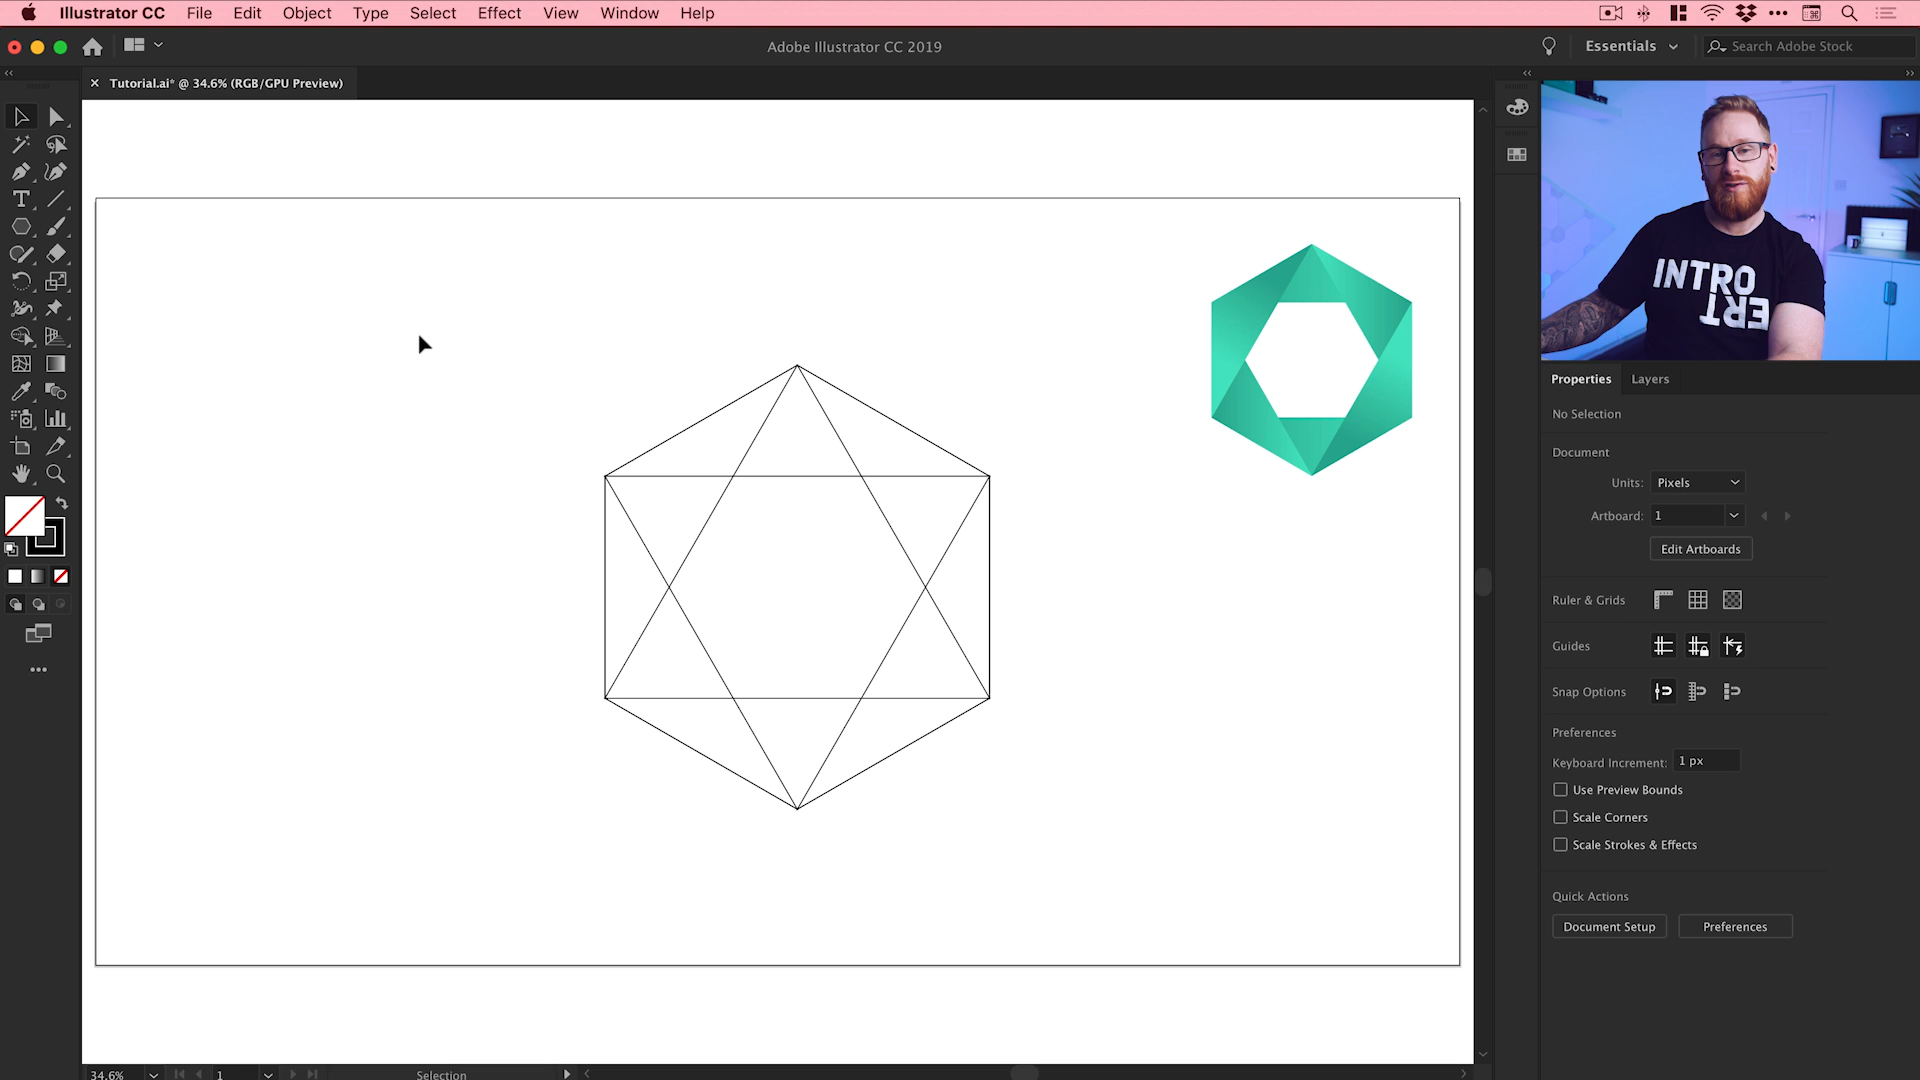 Illustrator CC File Edit Object Type Select Effect View Window Help
Adobe Illustrator CC 2019
Essentials
Search Adobe Stock
× Tutorial.ai* @ 34.6% (RGB/GPU Preview)
INTRO
VERT
Properties Layers
No Selection
Document
Units: Pixels
Artboard: 1
Edit Artboards
Ruler & Grids
Guides
Snap Options
Preferences
Keyboard Increment: 1 px
Use Preview Bounds
Scale Corners
Scale Strokes & Effects
Quick Actions
Document Setup Preferences
34.6% 1 Selection